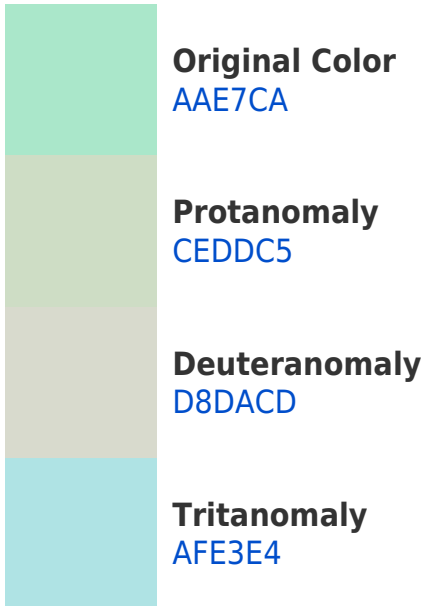 Original Color
AAE7CA
Protanomaly
CEDDC5
Deuteranomaly
D8DACD
Tritanomaly
AFE3E4